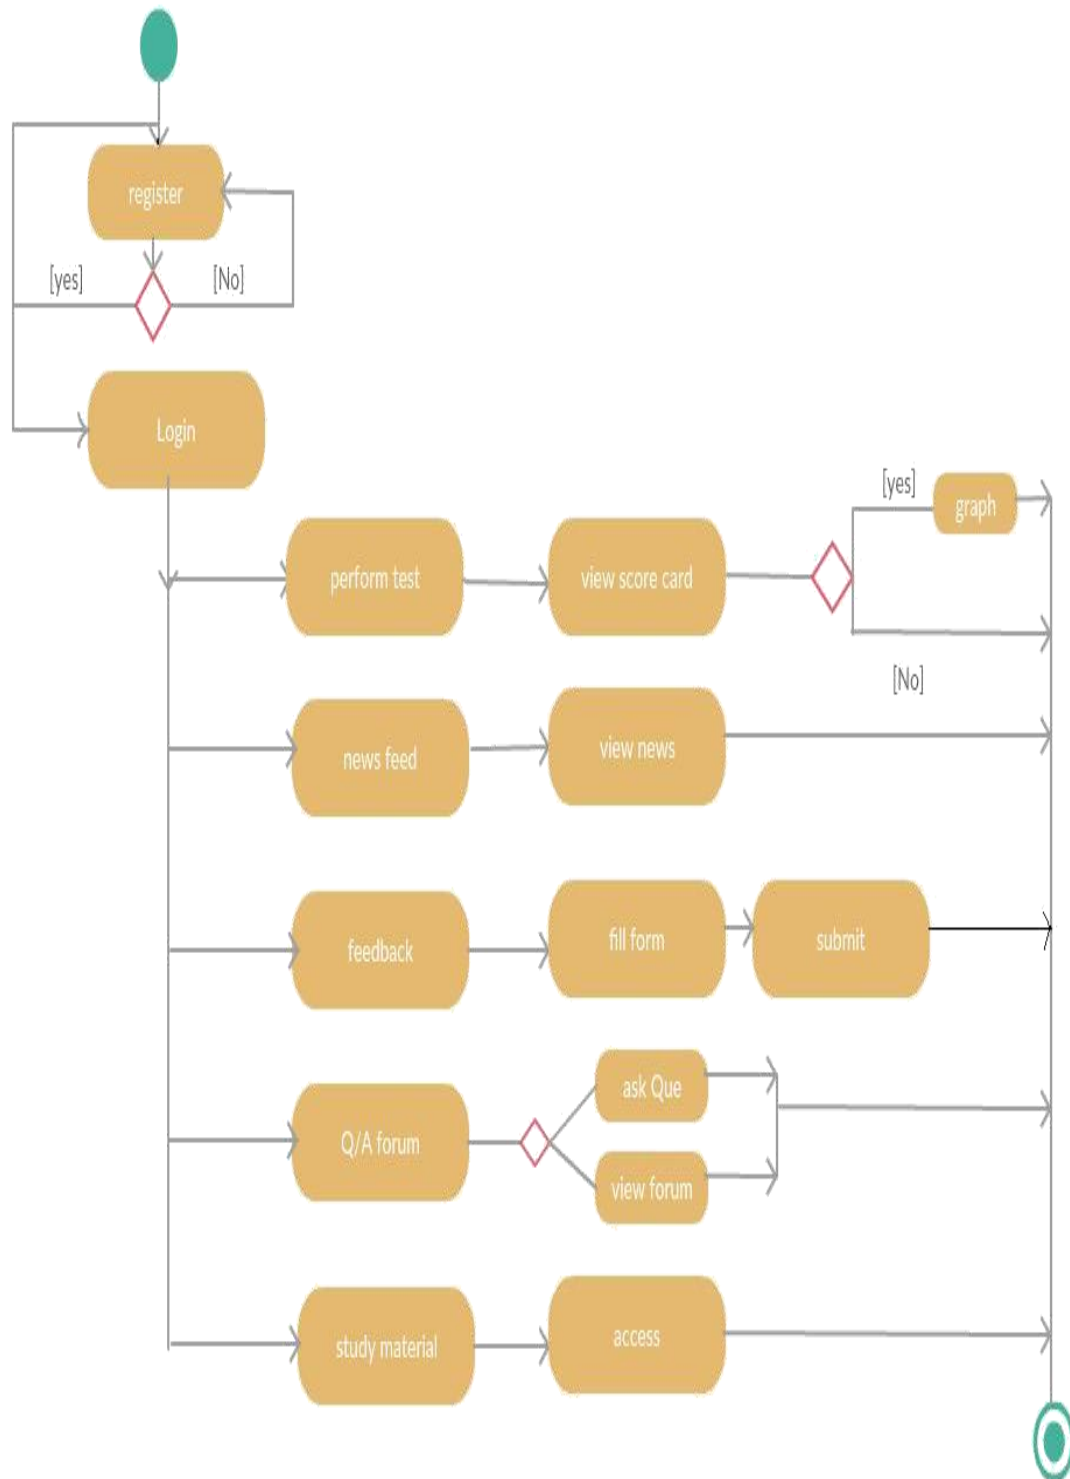 register
[yes]
[No]
Login
[yes]
graph
perform test
view score card
[No]
news feed
view news
feedback
fill form
submit
ask Que
Q/A forum
view forum
study material
access